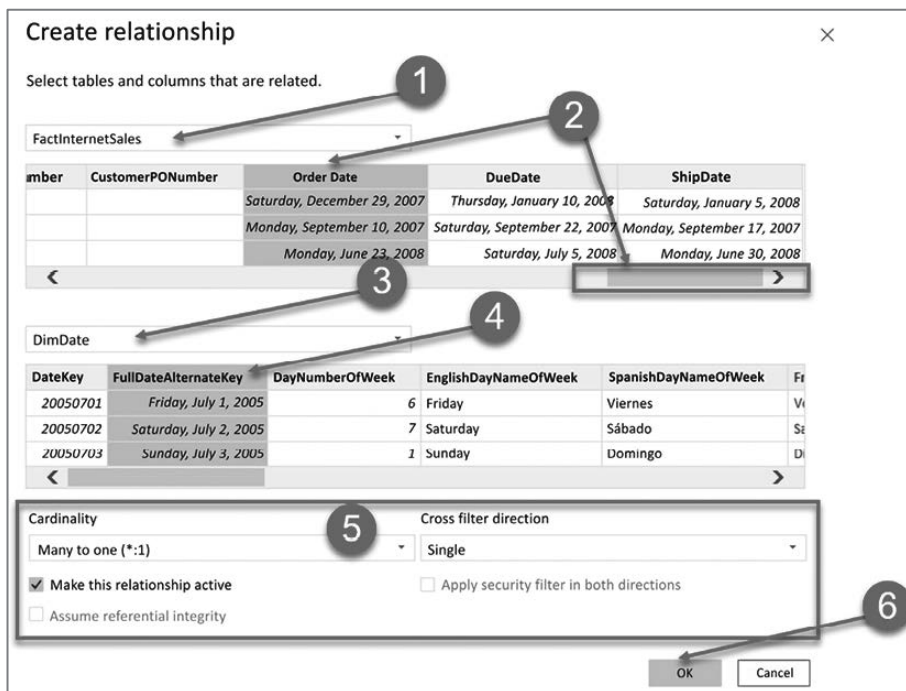 Create relationship
Select tables and columns that are related.
1
FactInternetSales
2
mber CustomerPONumber Order Date DueDate ShipDate
Saturday, December 29, 2007 Thursday, January 10, 2008 Saturday, January 5, 2008
Monday, September 10, 2007 Saturday, September 22, 2007 Monday, September 17, 2007
Monday, June 23, 2008 Saturday, July 5, 2008 Monday, June 30, 2008
3
DimDate
4
DateKey FullDateAlternateKey DayNumberOfWeek EnglishDayNameOfWeek SpanishDayNameOfWeek Fr
20050701 Friday, July 1, 2005 6 Friday Viernes
20050702 Saturday, July 2, 2005 7 Saturday Sábado Sa
20050703 Sunday, July 3, 2005 1 Sunday Domingo
Cardinality Cross filter direction
5
Many to one (*:1) Single
Make this relationship active Apply security filter in both directions
Assume referential integrity
6
OK Cancel